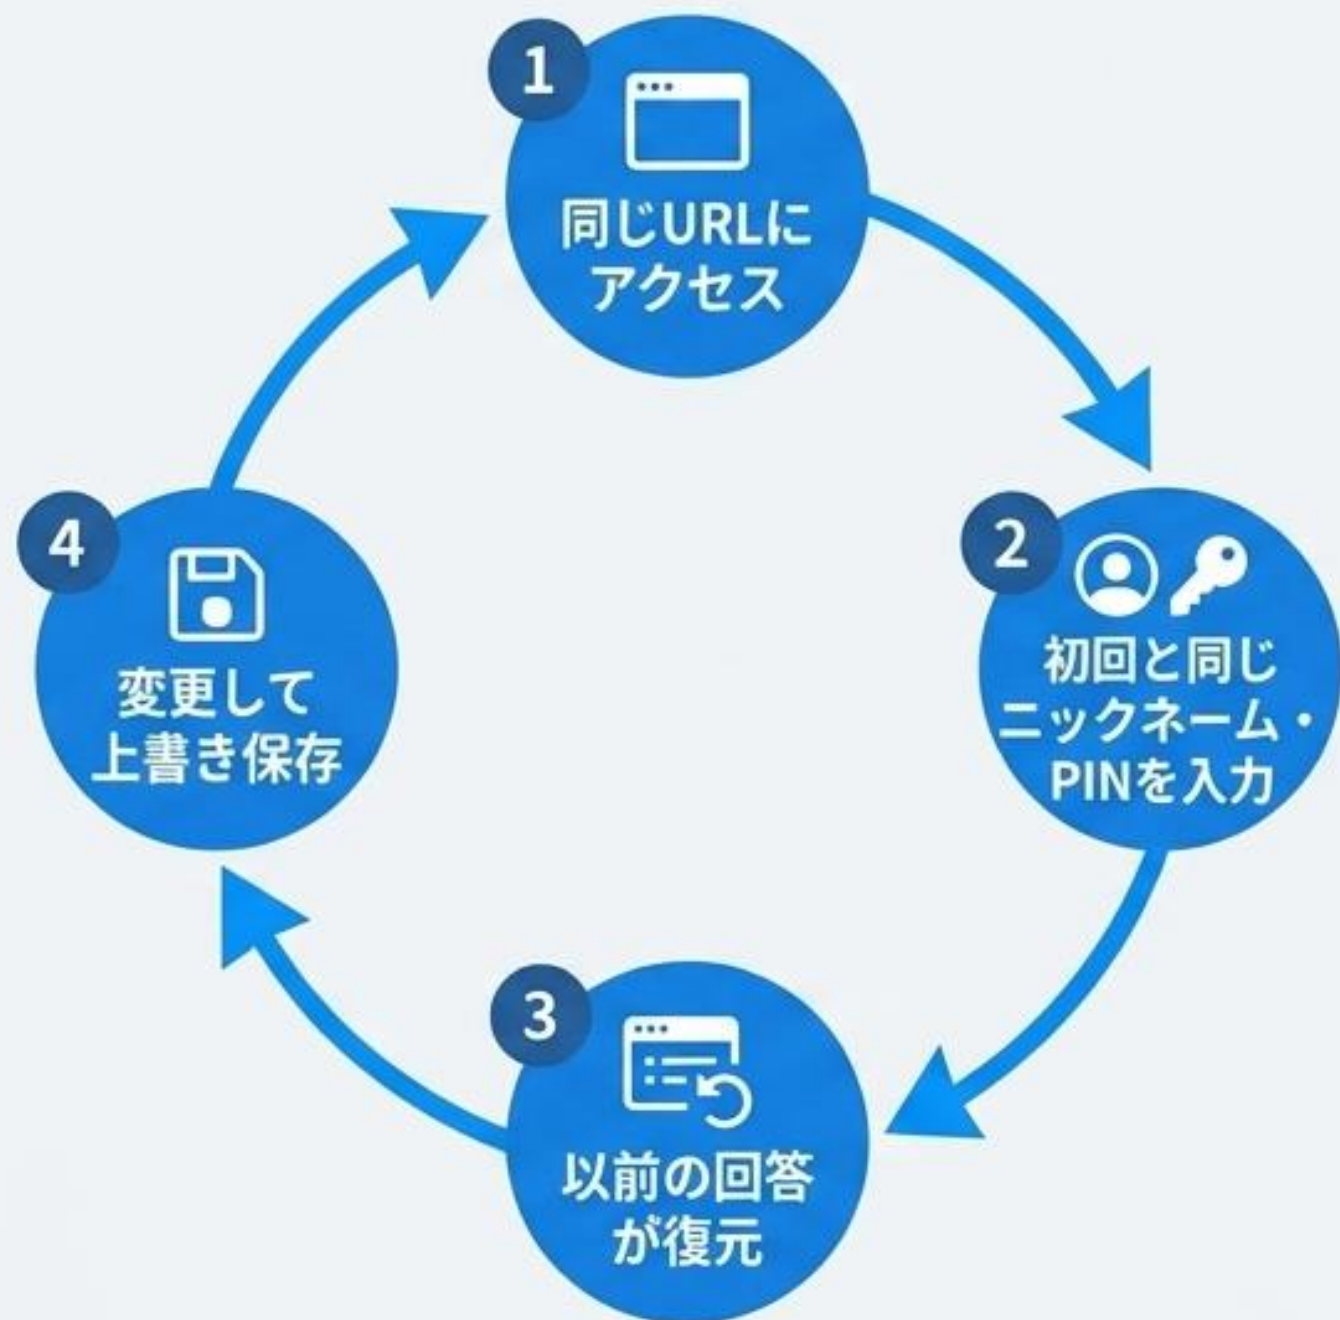 1
同じURLに
アクセス
2
初回と同じ
ニックネーム・
PINを入力
3
以前の回答
が復元
4
変更して
上書き保存